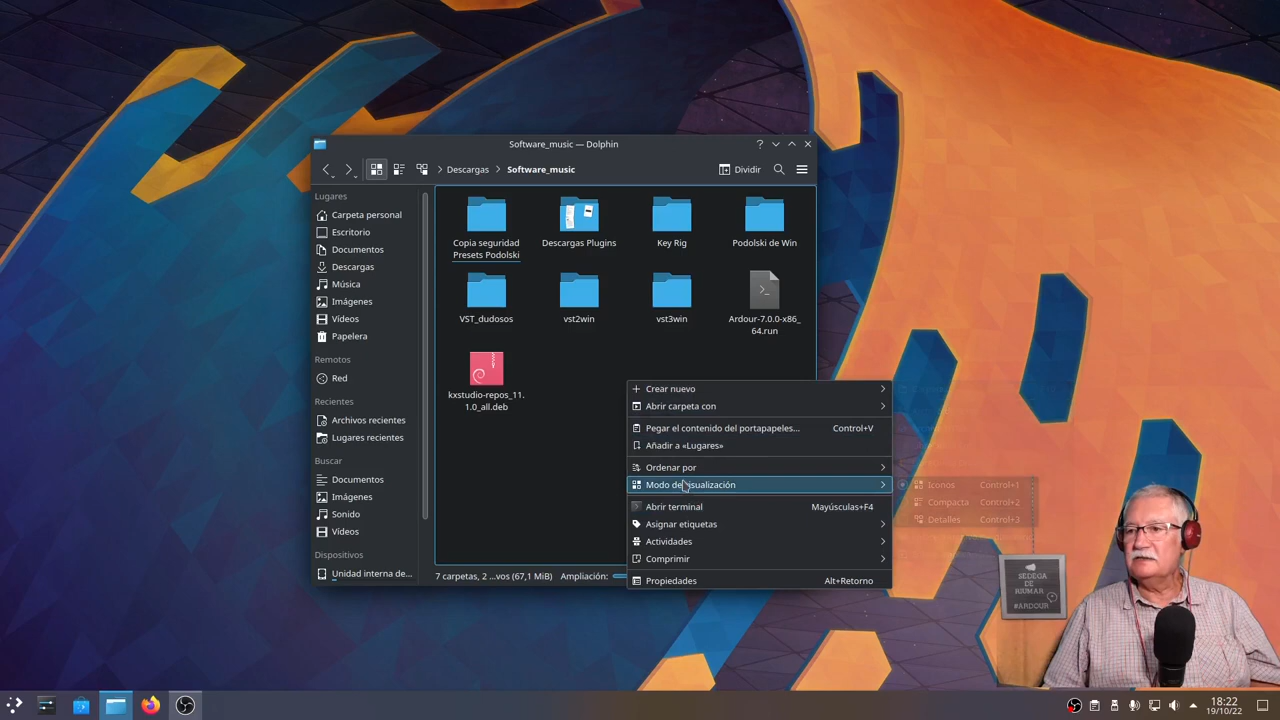 Software_music — Dolphin
Descargas
Software_music
Dividir
Lugares
Carpeta personal
Escritorio
Documentos
Descargas
Música
Imágenes
Vídeos
Papelera
Remotos
Red
Recientes
Archivos recientes
Lugares recientes
Buscar
Documentos
Imágenes
Sonido
Vídeos
Dispositivos
Unidad interna de...
Copia seguridad
Presets Podolski
Descargas Plugins
Key Rig
Podolski de Win
VST_dudosos
vst2win
vst3win
Ardour-7.0.0-x86_
64.run
kxstudio-repos_11.
1.0_all.deb
7 carpetas, 2 ...vos (67,1 MiB)
Ampliación:
Crear nuevo
Abrir carpeta con
Pegar el contenido del portapapeles... Control+V
Añadir a «Lugares»
Ordenar por
Modo de visualización
Abrir terminal Mayúsculas+F4
Asignar etiquetas
Actividades
Comprimir
Propiedades Alt+Retorno
Iconos Control+1
Compacta Control+2
Detalles Control+3
SEDEGA
DE
RIUMAR
#ARDOUR
18:22
19/10/22